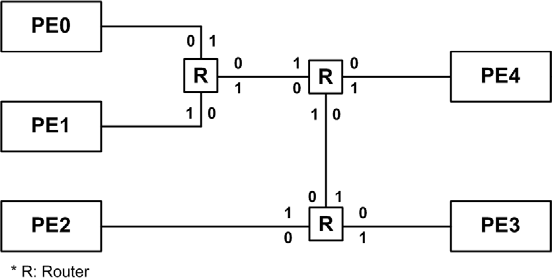 PE0
0 1
0 1 0
R R PE4
1 0 1
PE1
1 0
1 0
0 1
1 0
PE2 R PE3
0 1
* R: Router